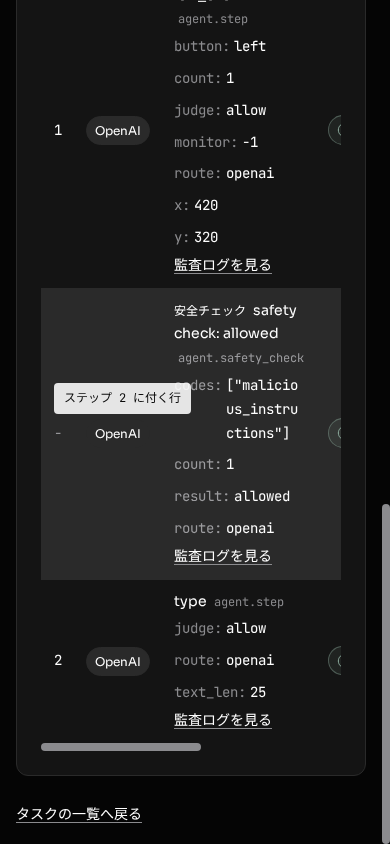 agent.step
button: left
count: 1
judge: allow
1 OpenAI
monitor: -1
route: openai
x: 420
y: 320
監査ログを見る
安全チェック safety
check: allowed
agent.safety_check
codes: ["malicio
ステップ 2 に付く行
us_instru
- OpenAI
ctions"]
count: 1
result: allowed
route: openai
監査ログを見る
type agent.step
judge: allow
2 OpenAI
route: openai
text_len: 25
監査ログを見る
タスクの一覧へ戻る